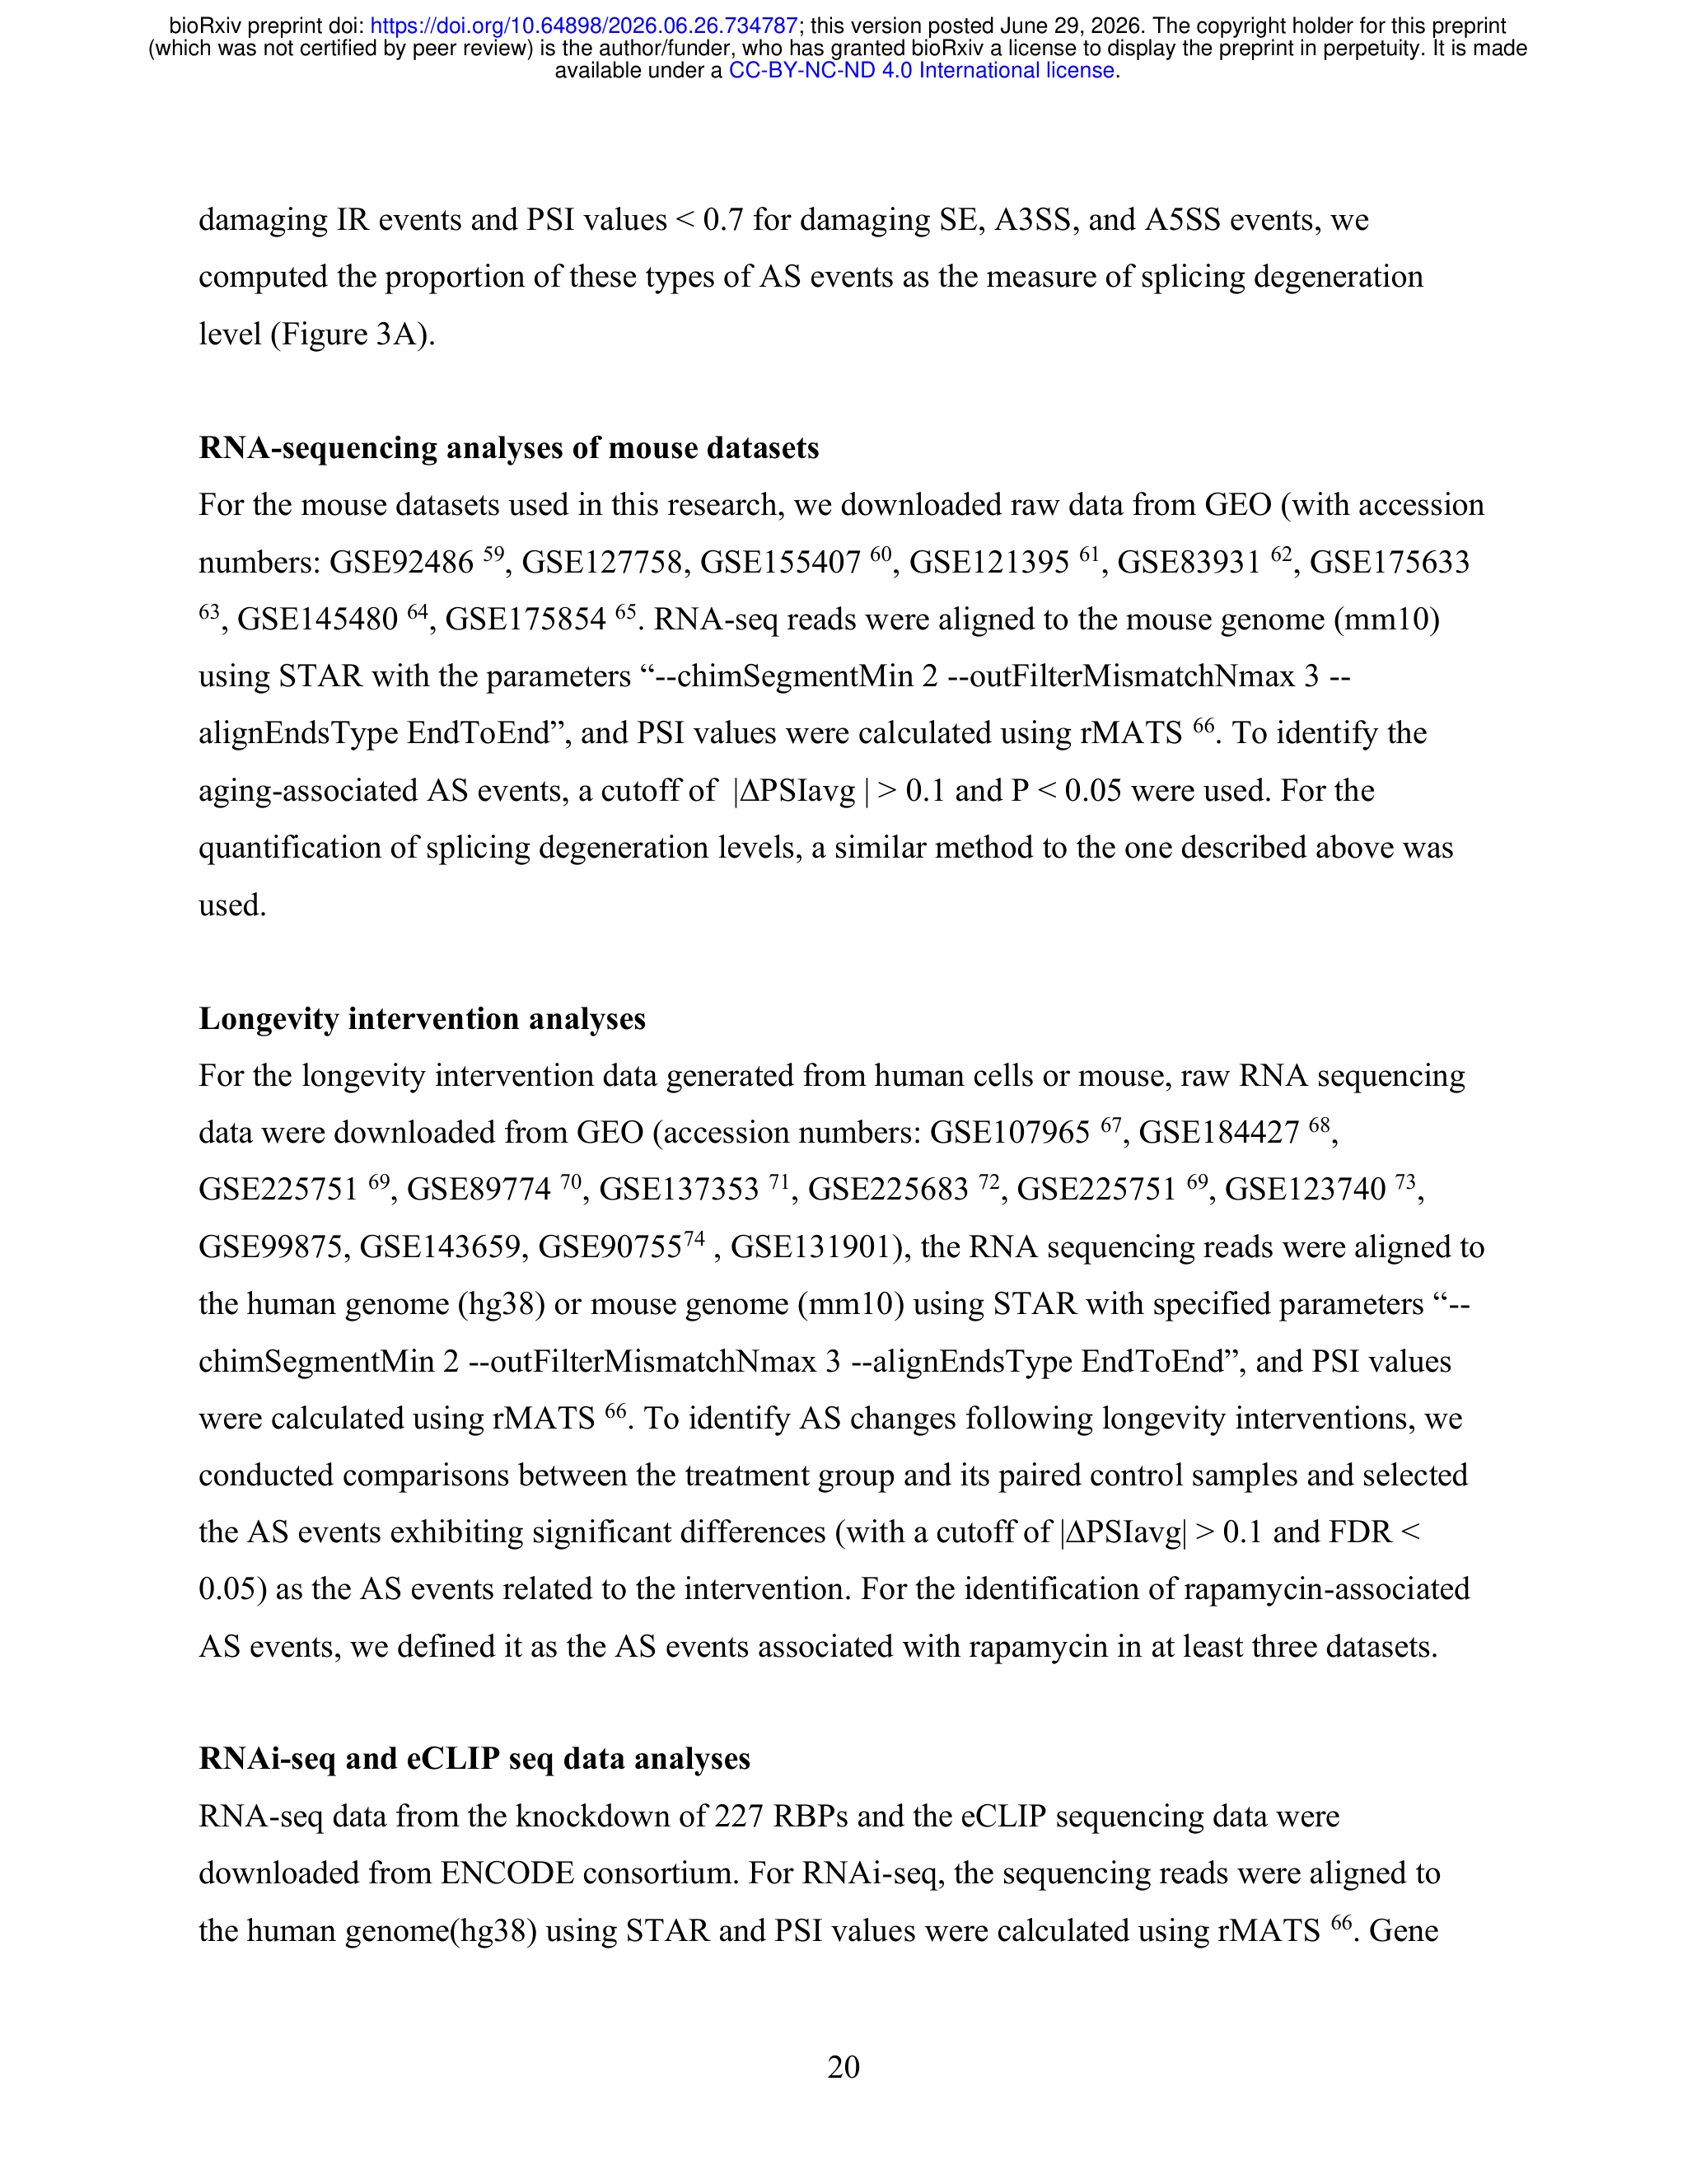 bioRxiv preprint doi: https://doi.org/10.64898/2026.06.26.734787; this version posted June 29, 2026. The copyright holder for this preprint
(which was not certified by peer review) is the author/funder, who has granted bioRxiv a license to display the preprint in perpetuity. It is made
available under a CC-BY-NC-ND 4.0 International license.
damaging IR events and PSI values < 0.7 for damaging SE, A3SS, and A5SS events, we
computed the proportion of these types of AS events as the measure of splicing degeneration
level (Figure 3A).
RNA-sequencing analyses of mouse datasets
For the mouse datasets used in this research, we downloaded raw data from GEO (with accession
numbers: GSE92486 59, GSE127758, GSE155407 60, GSE121395 61, GSE83931 62, GSE175633
63, GSE145480 64, GSE175854 65. RNA-seq reads were aligned to the mouse genome (mm10)
using STAR with the parameters “--chimSegmentMin 2 --outFilterMismatchNmax 3 --
alignEndsType EndToEnd”, and PSI values were calculated using rMATS 66. To identify the
aging-associated AS events, a cutoff of |ΔPSIavg | > 0.1 and P < 0.05 were used. For the
quantification of splicing degeneration levels, a similar method to the one described above was
used.
Longevity intervention analyses
For the longevity intervention data generated from human cells or mouse, raw RNA sequencing
data were downloaded from GEO (accession numbers: GSE107965 67, GSE184427 68,
GSE225751 69, GSE89774 70, GSE137353 71, GSE225683 72, GSE225751 69, GSE123740 73,
GSE99875, GSE143659, GSE9075574 , GSE131901), the RNA sequencing reads were aligned to
the human genome (hg38) or mouse genome (mm10) using STAR with specified parameters “--
chimSegmentMin 2 --outFilterMismatchNmax 3 --alignEndsType EndToEnd”, and PSI values
were calculated using rMATS 66. To identify AS changes following longevity interventions, we
conducted comparisons between the treatment group and its paired control samples and selected
the AS events exhibiting significant differences (with a cutoff of |ΔPSIavg| > 0.1 and FDR <
0.05) as the AS events related to the intervention. For the identification of rapamycin-associated
AS events, we defined it as the AS events associated with rapamycin in at least three datasets.
RNAi-seq and eCLIP seq data analyses
RNA-seq data from the knockdown of 227 RBPs and the eCLIP sequencing data were
downloaded from ENCODE consortium. For RNAi-seq, the sequencing reads were aligned to
the human genome(hg38) using STAR and PSI values were calculated using rMATS 66. Gene
20